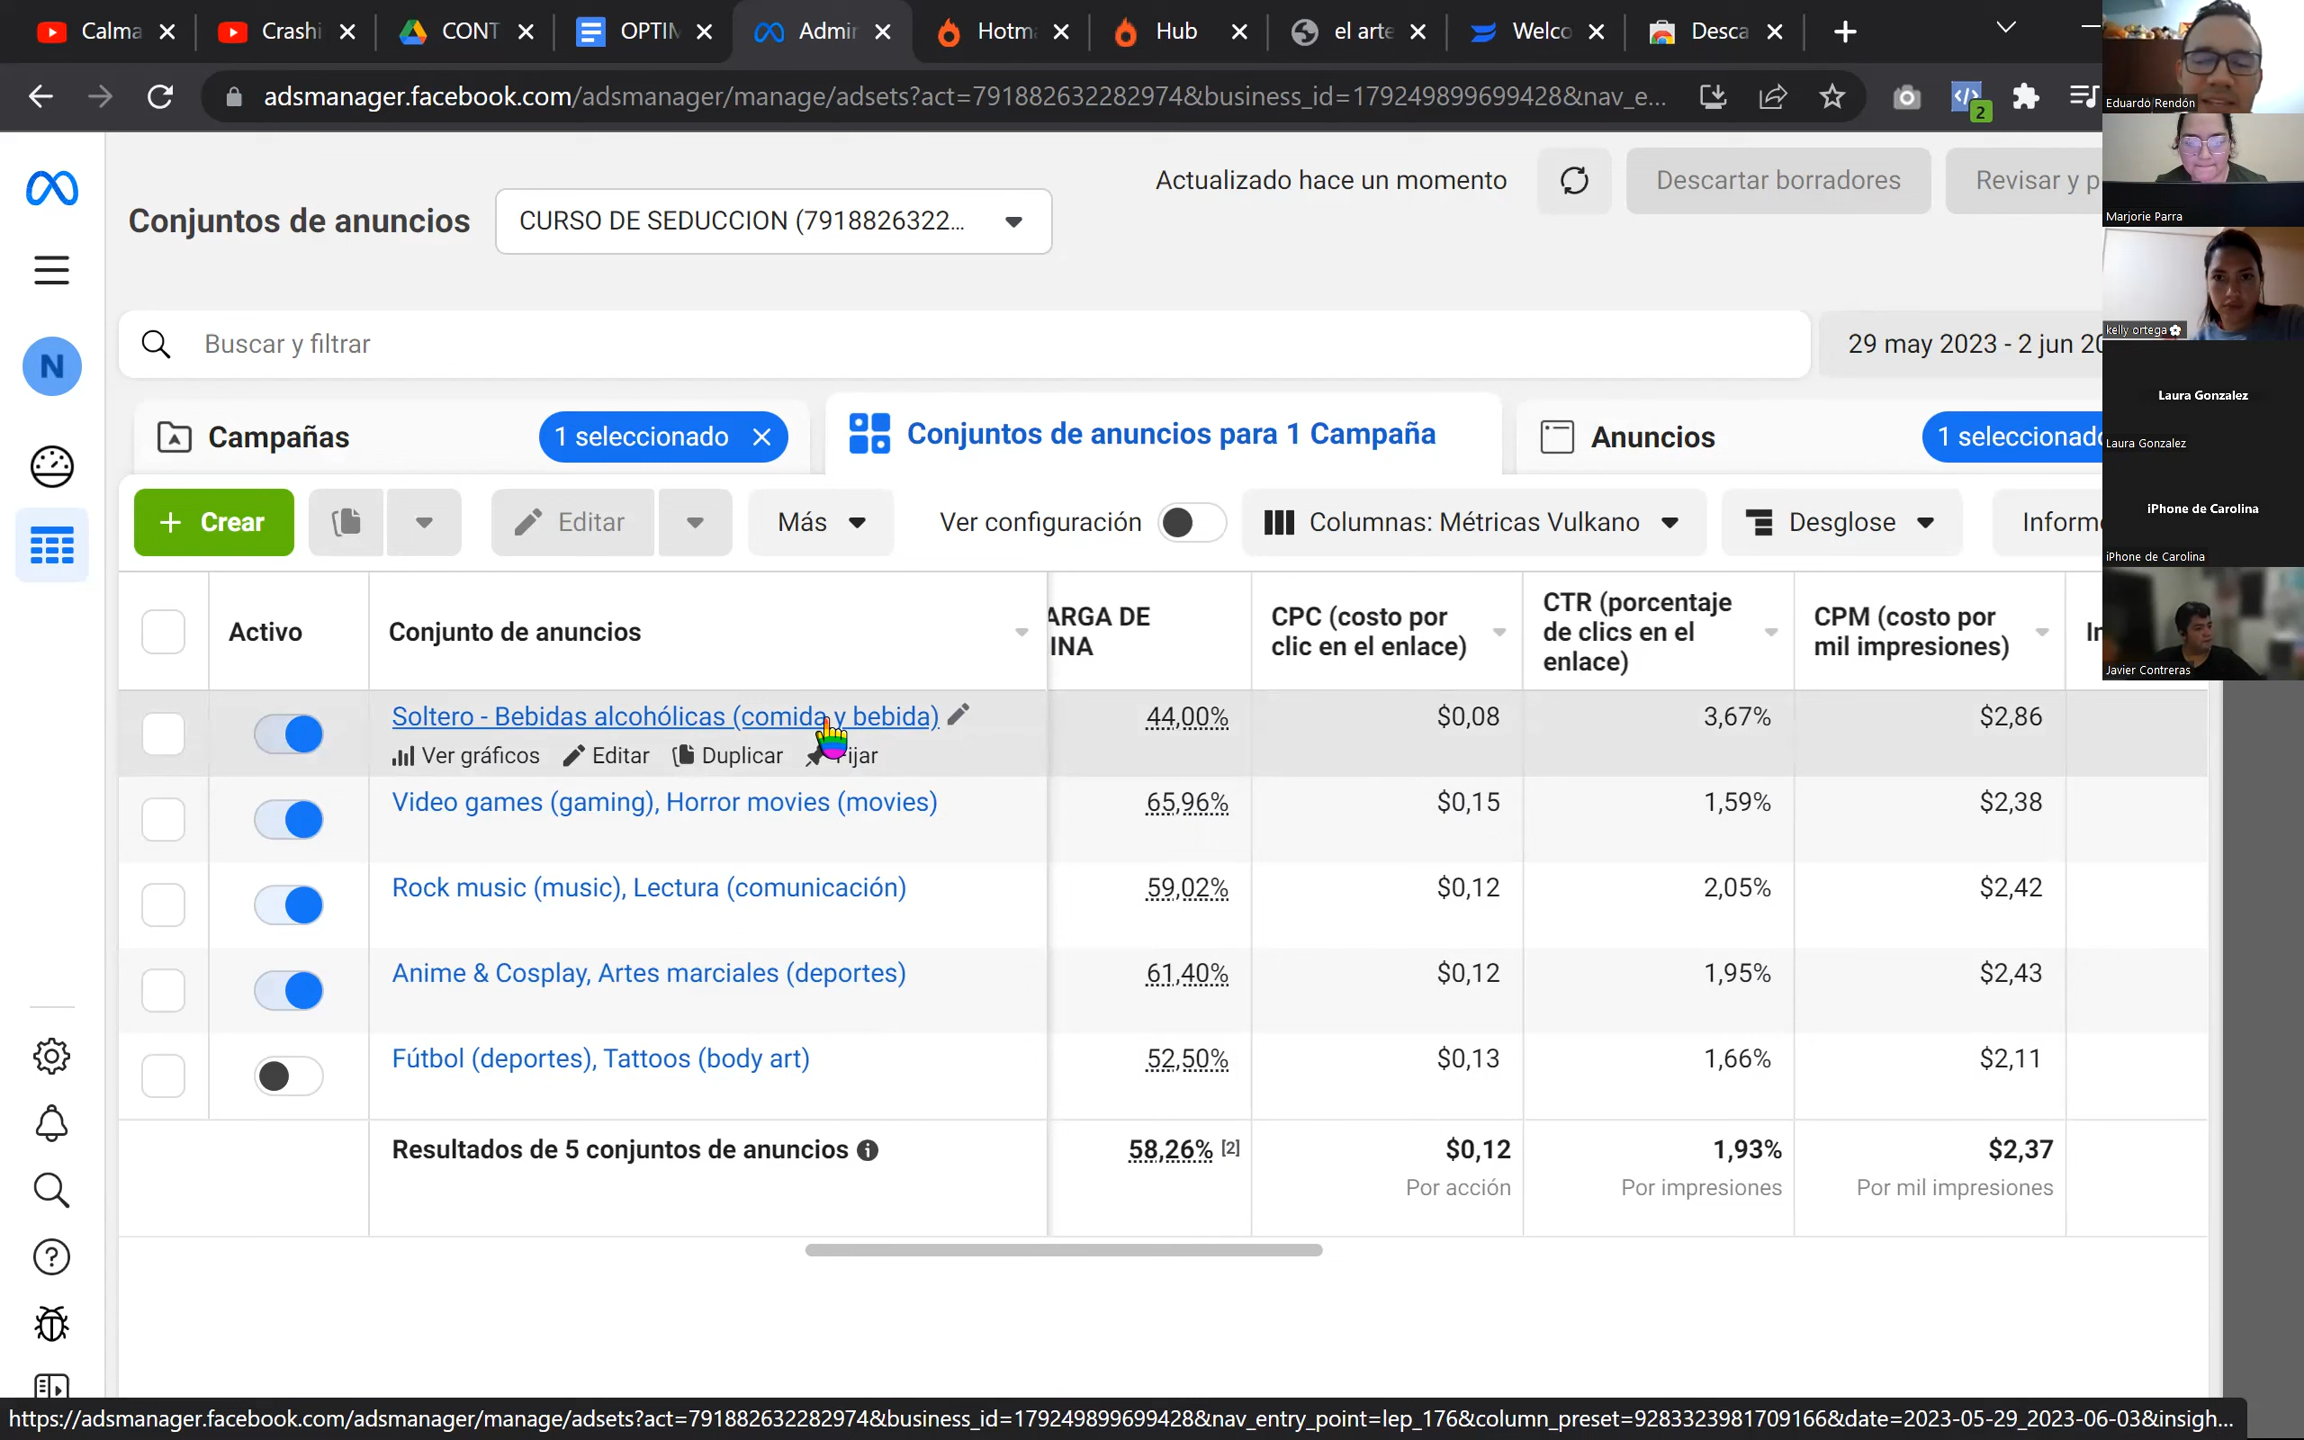 Calma
Crashi
CONT
OPTIM
Admin
Hotma
Hub
el arte
Welco
Desca
adsmanager.facebook.com/adsmanager/manage/adsets?act=791882632282974&business_id=179249899699428&nav_e...
2
Eduardo Rendón
Marjorie Parra
kelly ortega
Laura Gonzalez
Laura Gonzalez
iPhone de Carolina
iPhone de Carolina
Javier Contreras
Conjuntos de anuncios
CURSO DE SEDUCCION (7918826322...
Actualizado hace un momento
Descartar borradores
Revisar y p
N
Buscar y filtrar
29 may 2023 - 2 jun 20
Campañas
1 seleccionado
Conjuntos de anuncios para 1 Campaña
Anuncios
1 seleccionado
Crear
Editar
Más
Ver configuración
Columnas: Métricas Vulkano
Desglose
Inform
Activo
Conjunto de anuncios
ARGA DE
INA
CPC (costo por
clic en el enlace)
CTR (porcentaje
de clics en el
enlace)
CPM (costo por
mil impresiones)
Soltero - Bebidas alcohólicas (comida y bebida)
44,00%
$0,08
3,67%
$2,86
Ver gráficos
Editar
Duplicar
Fijar
Video games (gaming), Horror movies (movies)
65,96%
$0,15
1,59%
$2,38
Rock music (music), Lectura (comunicación)
59,02%
$0,12
2,05%
$2,42
Anime & Cosplay, Artes marciales (deportes)
61,40%
$0,12
1,95%
$2,43
Fútbol (deportes), Tattoos (body art)
52,50%
$0,13
1,66%
$2,11
Resultados de 5 conjuntos de anuncios
58,26% [2]
$0,12
1,93%
$2,37
Por acción
Por impresiones
Por mil impresiones
https://adsmanager.facebook.com/adsmanager/manage/adsets?act=791882632282974&business_id=179249899699428&nav_entry_point=lep_176&column_preset=9283323981709166&date=2023-05-29_2023-06-03&insigh...